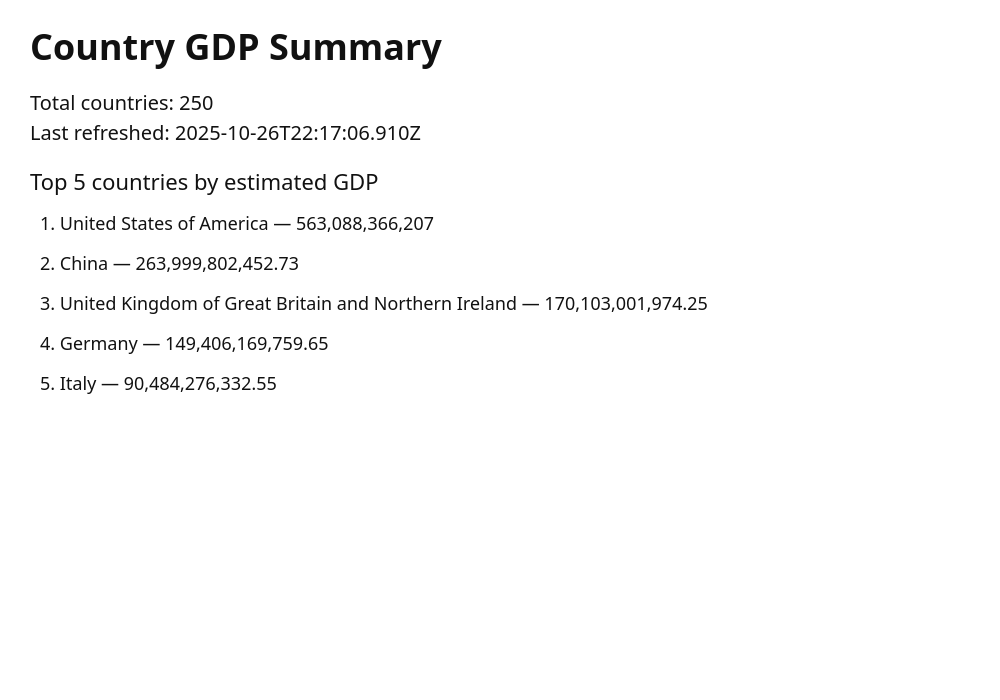 Country GDP Summary
Total countries: 250
Last refreshed: 2025-10-26T22:17:06.910Z
Top 5 countries by estimated GDP
1. United States of America — 563,088,366,207
2. China — 263,999,802,452.73
3. United Kingdom of Great Britain and Northern Ireland — 170,103,001,974.25
4. Germany — 149,406,169,759.65
5. Italy — 90,484,276,332.55